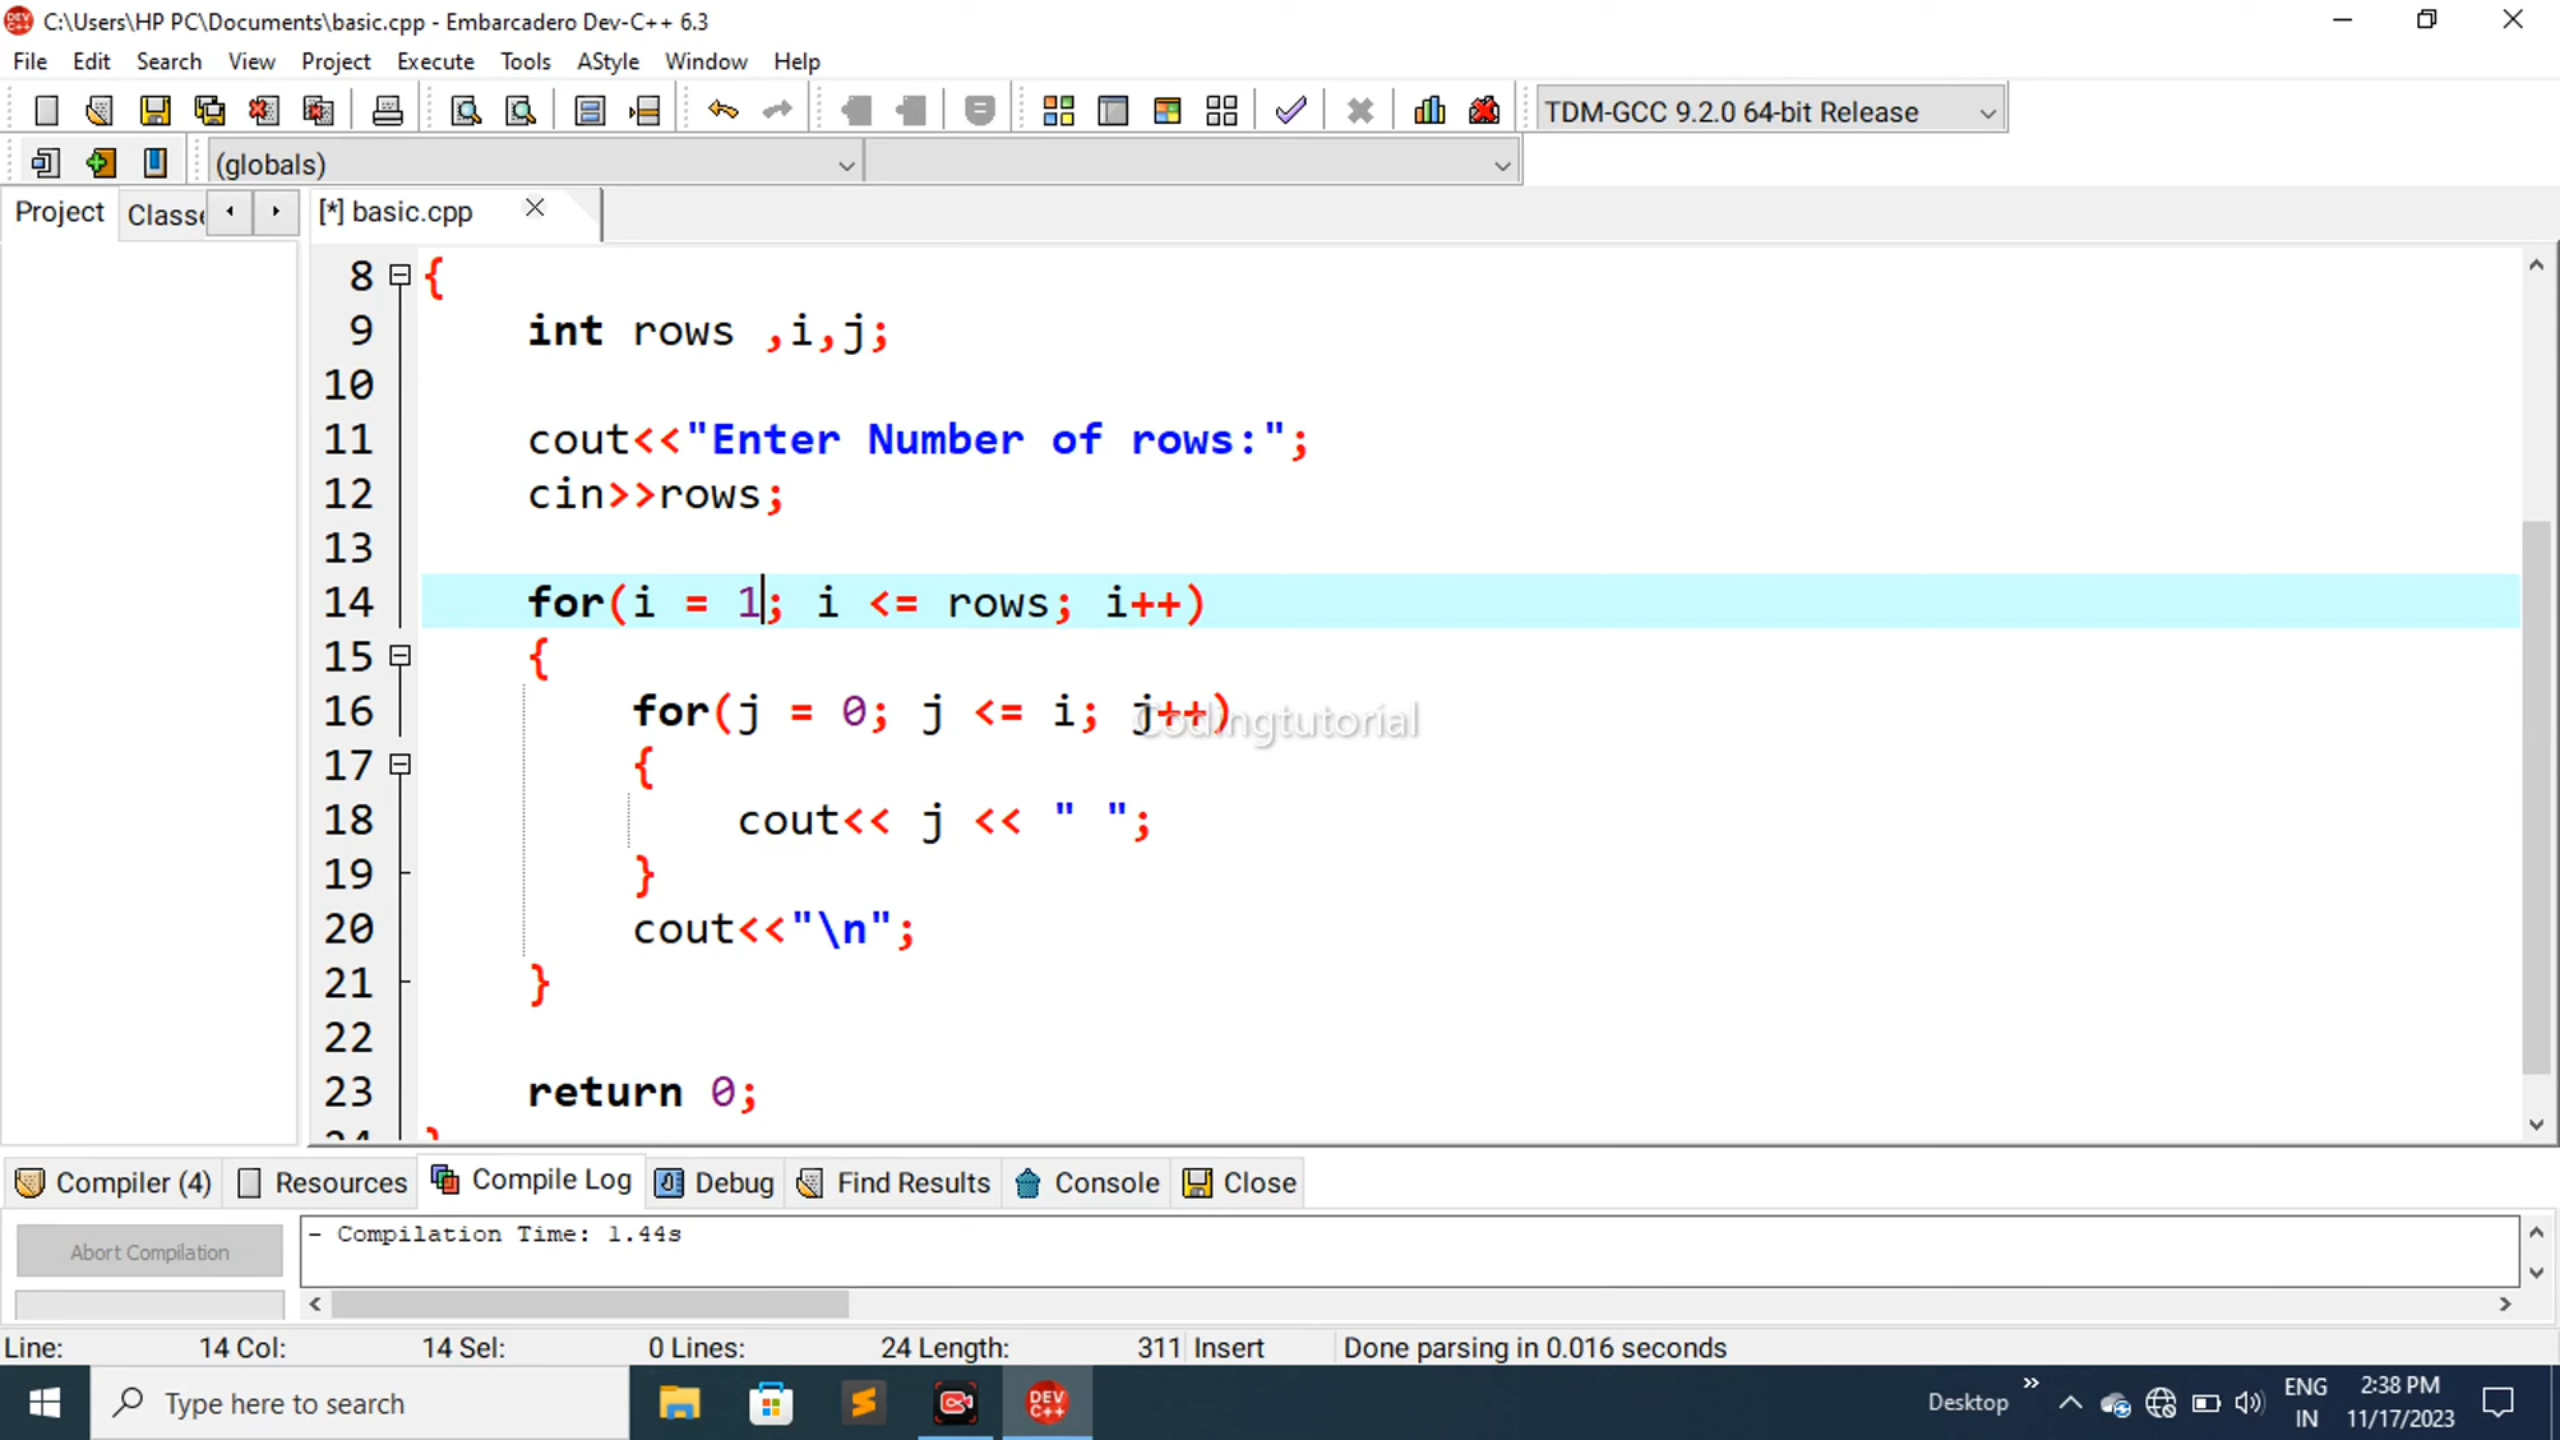 C:\Users\HP PC\Documents\basic.cpp - Embarcadero Dev-C++ 6.3
File Edit Search View Project Execute Tools AStyle Window Help
TDM-GCC 9.2.0 64-bit Release
(globals)
Project Classe [*] basic.cpp
8 {
9 int rows ,i,j;
10
11 cout<<"Enter Number of rows:";
12 cin>>rows;
13
14 for(i = 1; i <= rows; i++)
15 {
16 for(j = 0; j <= i; j++)
Codingtutorial
17 {
18 cout<< j << " ";
19 }
20 cout<<"\n";
21 }
22
23 return 0;
24 }
Compiler (4) Resources Compile Log Debug Find Results Console Close
Abort Compilation
- Compilation Time: 1.44s
Line: 14 Col: 14 Sel: 0 Lines: 24 Length: 311 Insert Done parsing in 0.016 seconds
Type here to search
DEV C++
Desktop
ENG
IN
2:38 PM
11/17/2023